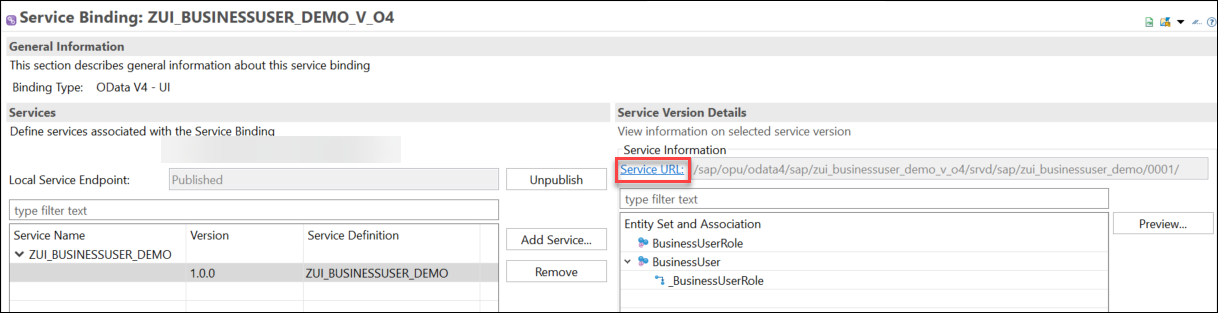 Service Binding: ZUI_BUSINESSUSER_DEMO_V_O4
General Information
This section describes general information about this service binding
Binding Type: OData V4 - UI
Services
Define services associated with the Service Binding
Local Service Endpoint: Published Unpublish
type filter text
Service Name Version Service Definition
ZUI_BUSINESSUSER_DEMO
1.0.0 ZUI_BUSINESSUSER_DEMO
Add Service...
Remove
Service Version Details
View information on selected service version
Service Information
Service URL: /sap/opu/odata4/sap/zui_businessuser_demo_v_o4/srvd/sap/zui_businessuser_demo/0001/
type filter text
Entity Set and Association
BusinessUserRole
BusinessUser
_BusinessUserRole
Preview...